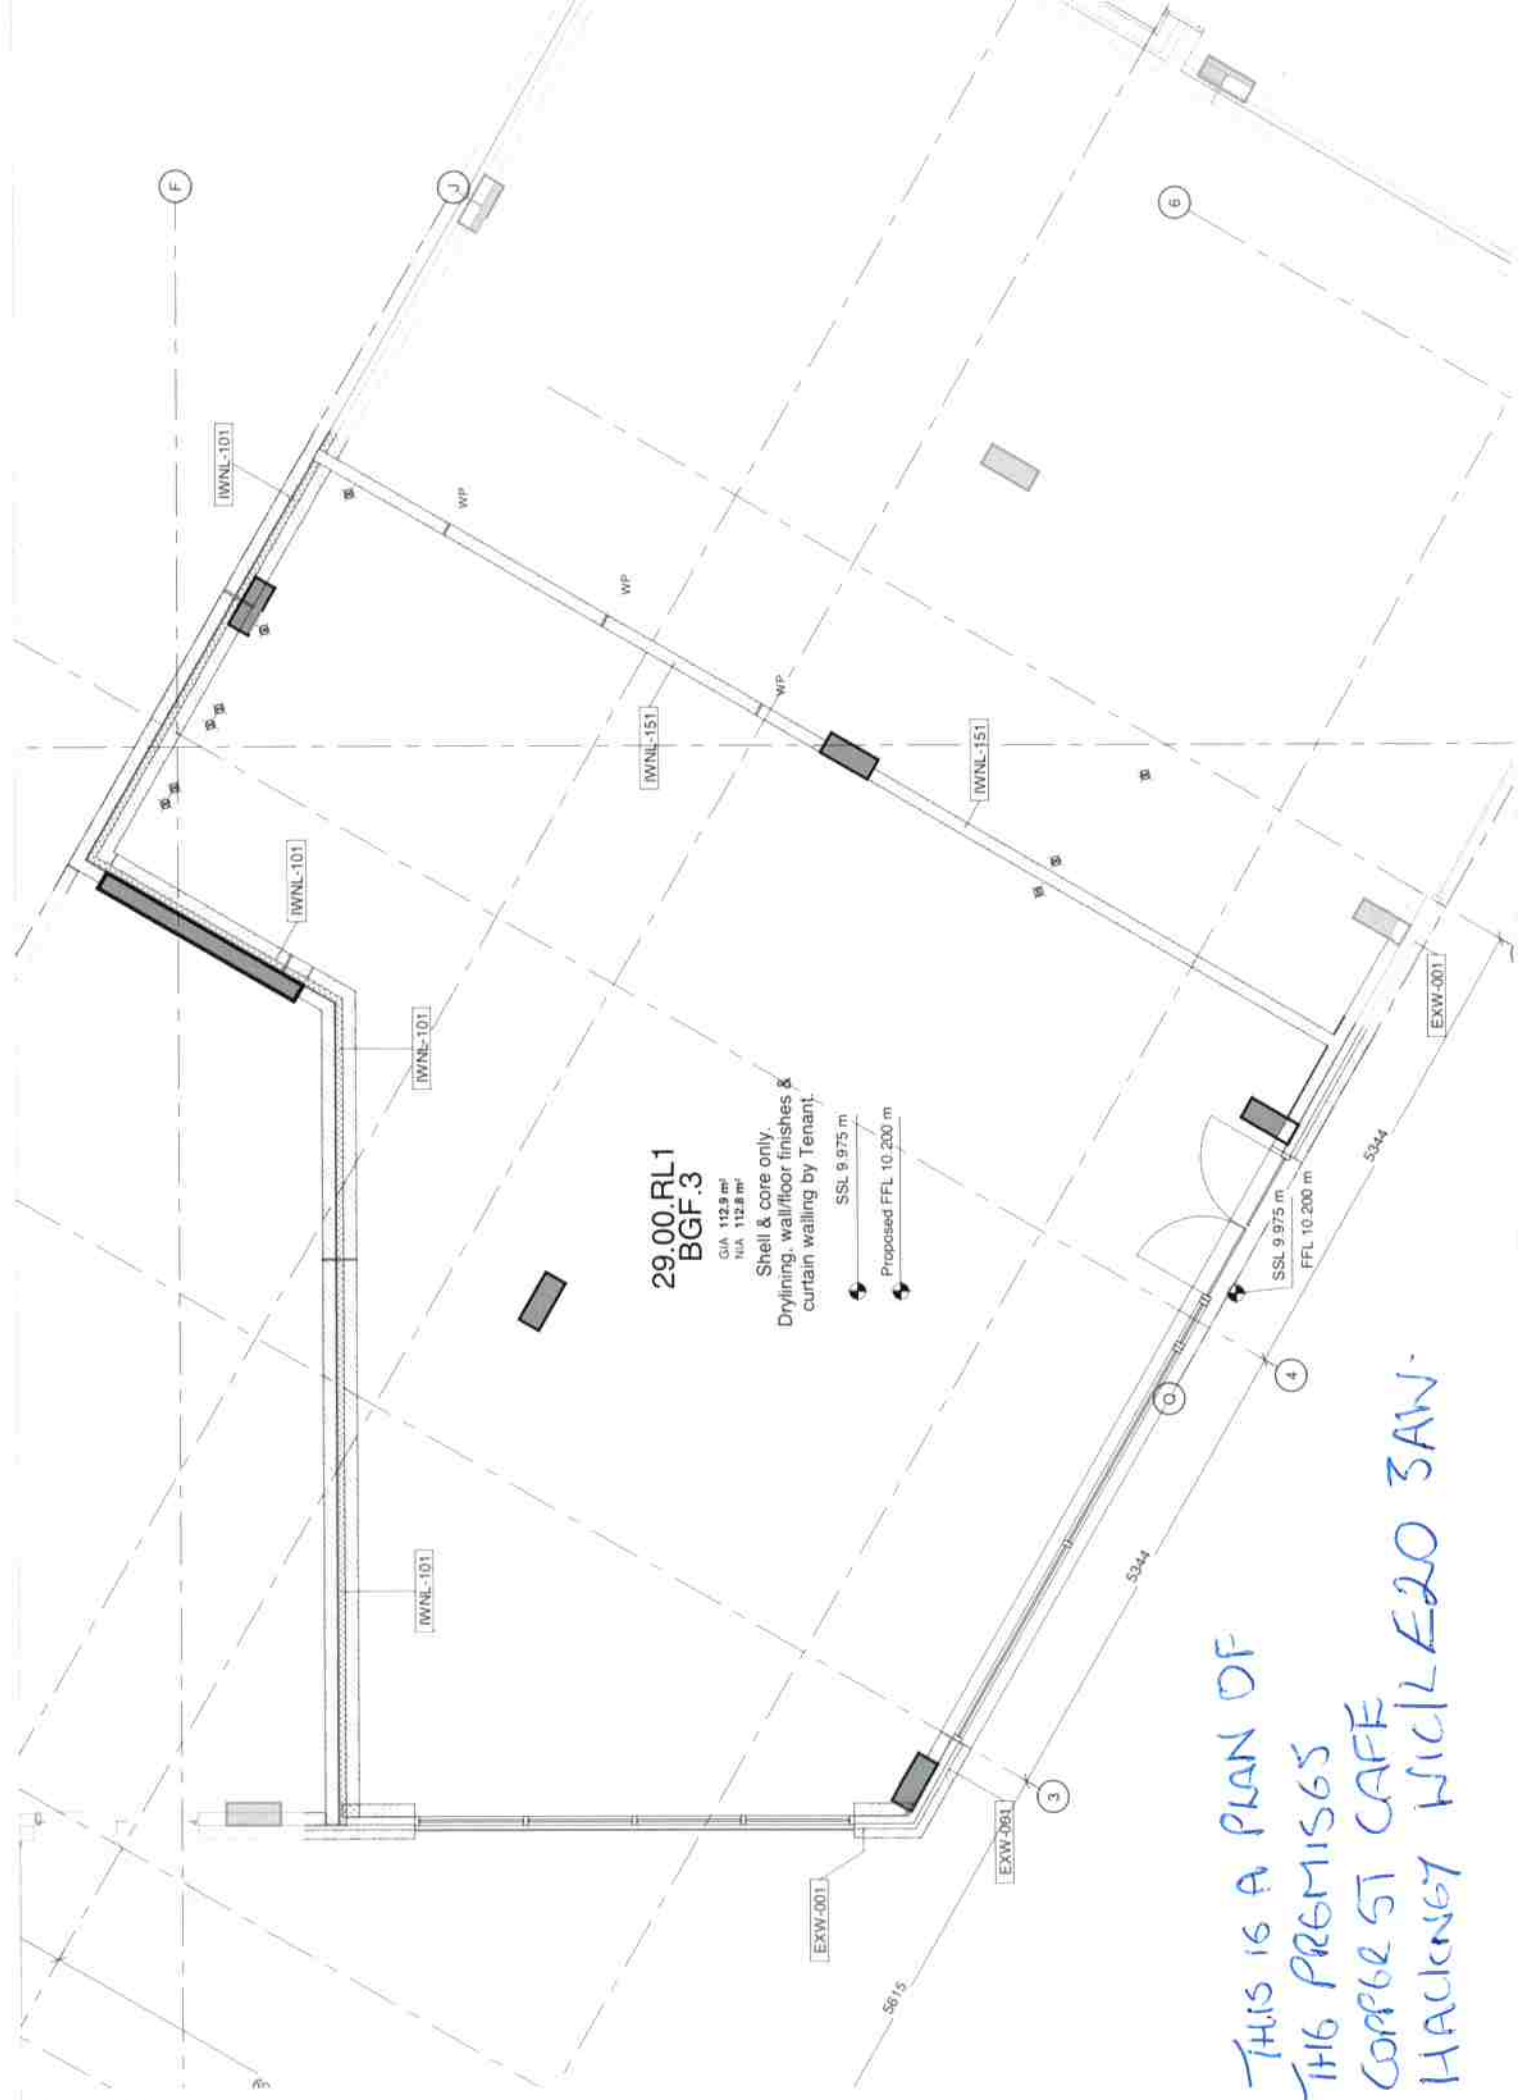 F
J
6
IWNL-101
WP
WP
WP
IWNL-151
IWNL-151
IWNL-101
IWNL-101
IWNL-101
29.00.RL1
BGF.3
GIA 112.9 m²
NIA 112.8 m²
Shell & core only.
Drylining, wall/floor finishes &
curtain walling by Tenant.
SSL 9.975 m
Proposed FFL 10.200 m
SSL 9.975 m
FFL 10.200 m
EXW-001
5344
4
Q
5344
3
EXW-001
EXW-001
5615
THIS IS A PLAN OF
THE PREMISES
COPPER ST CAFE
HACKNEY WICK E20 3AW.